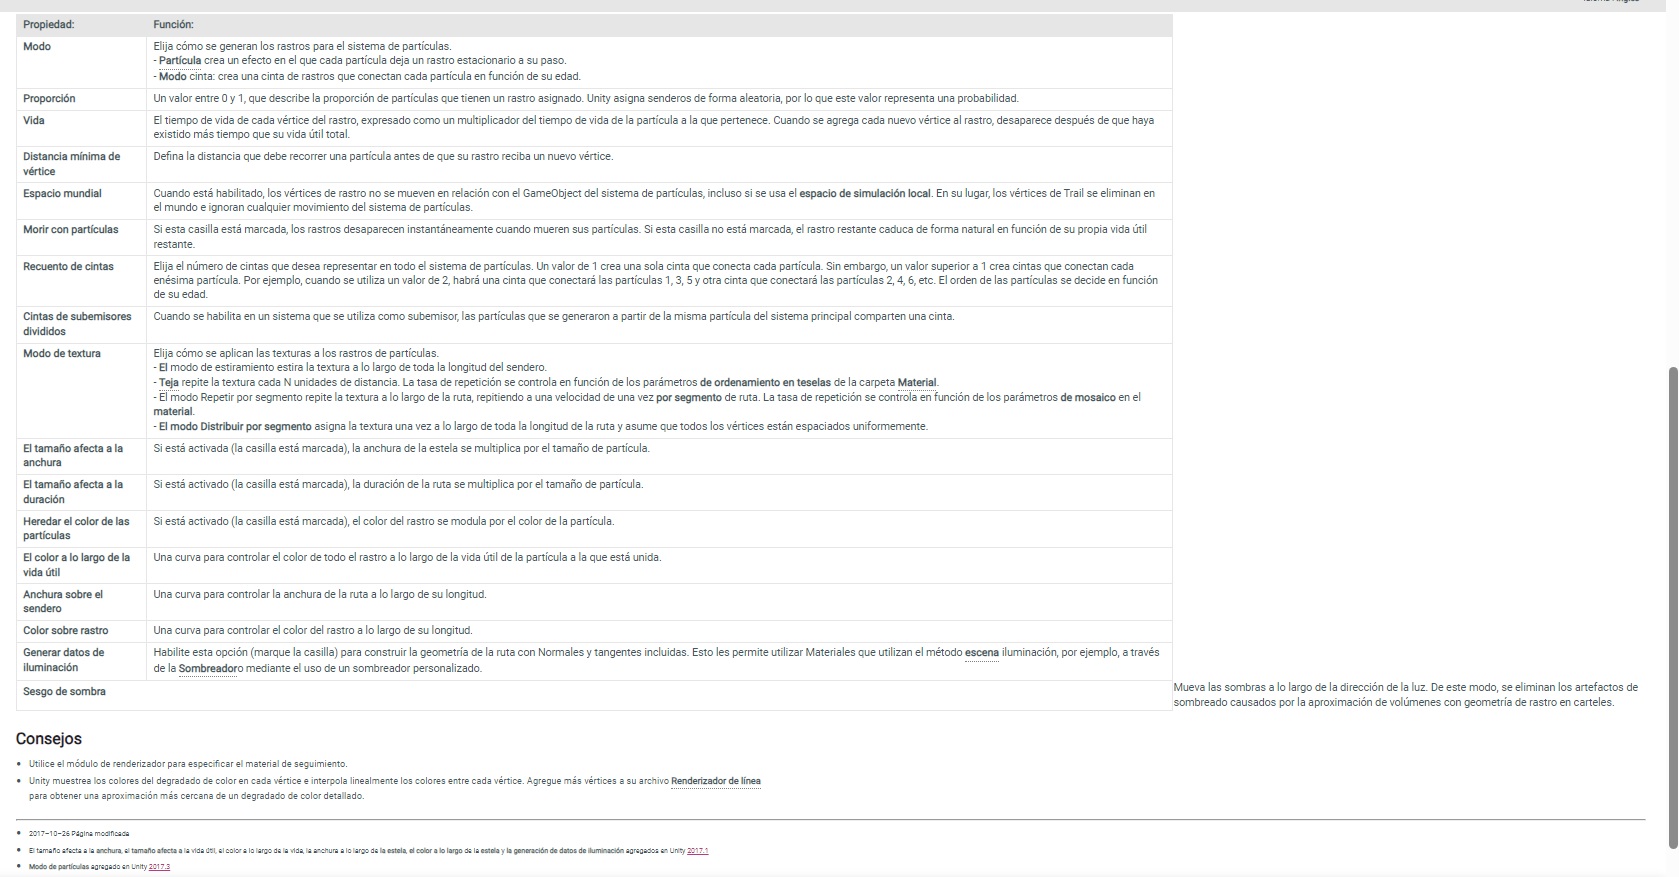 Propiedad: Función:
Modo Elija cómo se generan los rastros para el sistema de partículas.
- Partícula crea un efecto en el que cada partícula deja un rastro estacionario a su paso.
- Modo cinta: crea una cinta de rastros que conectan cada partícula en función de su edad.
Proporción Un valor entre 0 y 1, que describe la proporción de partículas que tienen un rastro asignado. Unity asigna senderos de forma aleatoria, por lo que este valor representa una probabilidad.
Vida El tiempo de vida de cada vértice del rastro, expresado como un multiplicador del tiempo de vida de la partícula a la que pertenece. Cuando se agrega cada nuevo vértice al rastro, desaparece después de que haya
existido más tiempo que su vida útil total.
Distancia mínima de Defina la distancia que debe recorrer una partícula antes de que su rastro reciba un nuevo vértice.
vértice
Espacio mundial Cuando está habilitado, los vértices de rastro no se mueven en relación con el GameObject del sistema de partículas, incluso si se usa el espacio de simulación local. En su lugar, los vértices de Trail se eliminan en
el mundo e ignoran cualquier movimiento del sistema de partículas.
Morir con partículas Si esta casilla está marcada, los rastros desaparecen instantáneamente cuando mueren sus partículas. Si esta casilla no está marcada, el rastro restante caduca de forma natural en función de su propia vida útil
restante.
Recuento de cintas Elija el número de cintas que desea representar en todo el sistema de partículas. Un valor de 1 crea una sola cinta que conecta cada partícula. Sin embargo, un valor superior a 1 crea cintas que conectan cada
enésima partícula. Por ejemplo, cuando se utiliza un valor de 2, habrá una cinta que conectará las partículas 1, 3, 5 y otra cinta que conectará las partículas 2, 4, 6, etc. El orden de las partículas se decide en función
de su edad.
Cintas de subemisores Cuando se habilita en un sistema que se utiliza como subemisor, las partículas que se generaron a partir de la misma partícula del sistema principal comparten una cinta.
divididos
Modo de textura Elija cómo se aplican las texturas a los rastros de partículas.
- El modo de estiramiento estira la textura a lo largo de toda la longitud del sendero.
- Teja repite la textura cada N unidades de distancia. La tasa de repetición se controla en función de los parámetros de ordenamiento en teselas de la carpeta Material.
- El modo Repetir por segmento repite la textura a lo largo de la ruta, repitiendo a una velocidad de una vez por segmento de ruta. La tasa de repetición se controla en función de los parámetros de mosaico en el
material.
- El modo Distribuir por segmento asigna la textura una vez a lo largo de toda la longitud de la ruta y asume que todos los vértices están espaciados uniformemente.
El tamaño afecta a la Si está activada (la casilla está marcada), la anchura de la estela se multiplica por el tamaño de partícula.
anchura
El tamaño afecta a la Si está activado (la casilla está marcada), la duración de la ruta se multiplica por el tamaño de partícula.
duración
Heredar el color de las Si está activado (la casilla está marcada), el color del rastro se modula por el color de la partícula.
partículas
El color a lo largo de la Una curva para controlar el color de todo el rastro a lo largo de la vida útil de la partícula a la que está unida.
vida útil
Anchura sobre el Una curva para controlar la anchura de la ruta a lo largo de su longitud.
sendero
Color sobre rastro Una curva para controlar el color del rastro a lo largo de su longitud.
Generar datos de Habilite esta opción (marque la casilla) para construir la geometría de la ruta con Normales y tangentes incluidas. Esto les permite utilizar Materiales que utilizan el método escena iluminación, por ejemplo, a través
iluminación de la Sombreadoro mediante el uso de un sombreador personalizado.
Sesgo de sombra Mueva las sombras a lo largo de la dirección de la luz. De este modo, se eliminan los artefactos de
sombreado causados por la aproximación de volúmenes con geometría de rastro en carteles.
Consejos
• Utilice el módulo de renderizador para especificar el material de seguimiento.
• Unity muestrea los colores del degradado de color en cada vértice e interpola linealmente los colores entre cada vértice. Agregue más vértices a su archivo Renderizador de línea
para obtener una aproximación más cercana de un degradado de color detallado.
• 2017–10–26 Página modificada
• El tamaño afecta a la anchura, el tamaño afecta a la vida útil, el color a lo largo de la vida, la anchura a lo largo de la estela, el color a lo largo de la estela y la generación de datos de iluminación agregados en Unity 2017.1
• Modo de partículas agregado en Unity 2017.3